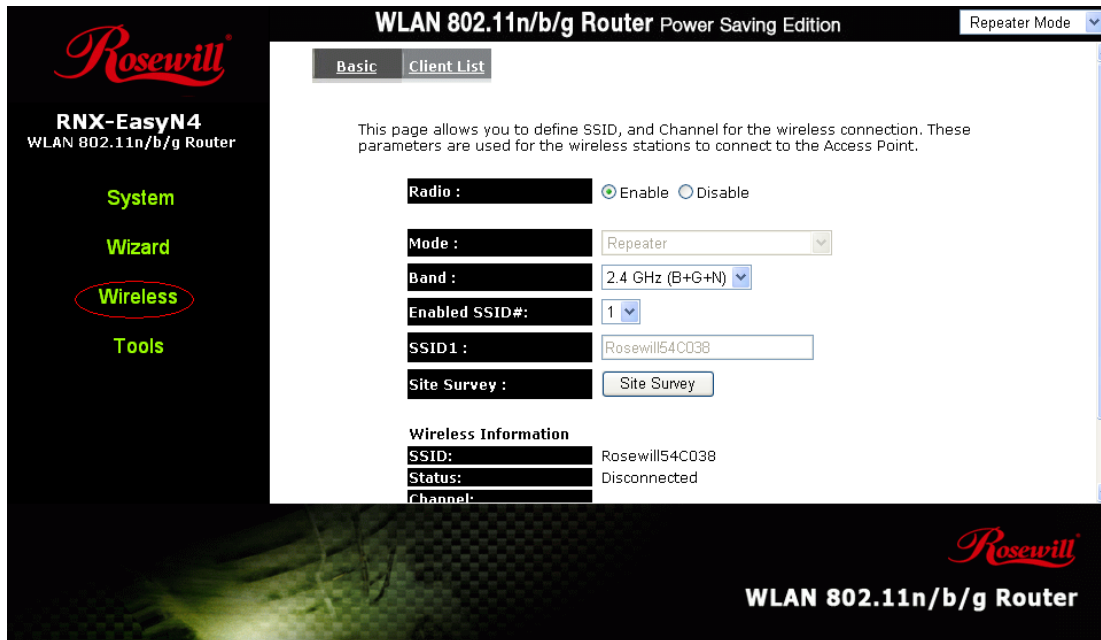 WLAN 802.11n/b/g Router Power Saving Edition
Repeater Mode
Rosewill
RNX-EasyN4
WLAN 802.11n/b/g Router
System
Wizard
Wireless
Tools
Basic
Client List
This page allows you to define SSID, and Channel for the wireless connection. These
parameters are used for the wireless stations to connect to the Access Point.
Radio : Enable Disable
Mode : Repeater
Band : 2.4 GHz (B+G+N)
Enabled SSID#: 1
SSID1 : Rosewill54C038
Site Survey : Site Survey
Wireless Information
SSID: Rosewill54C038
Status: Disconnected
Channel:
Rosewill
WLAN 802.11n/b/g Router